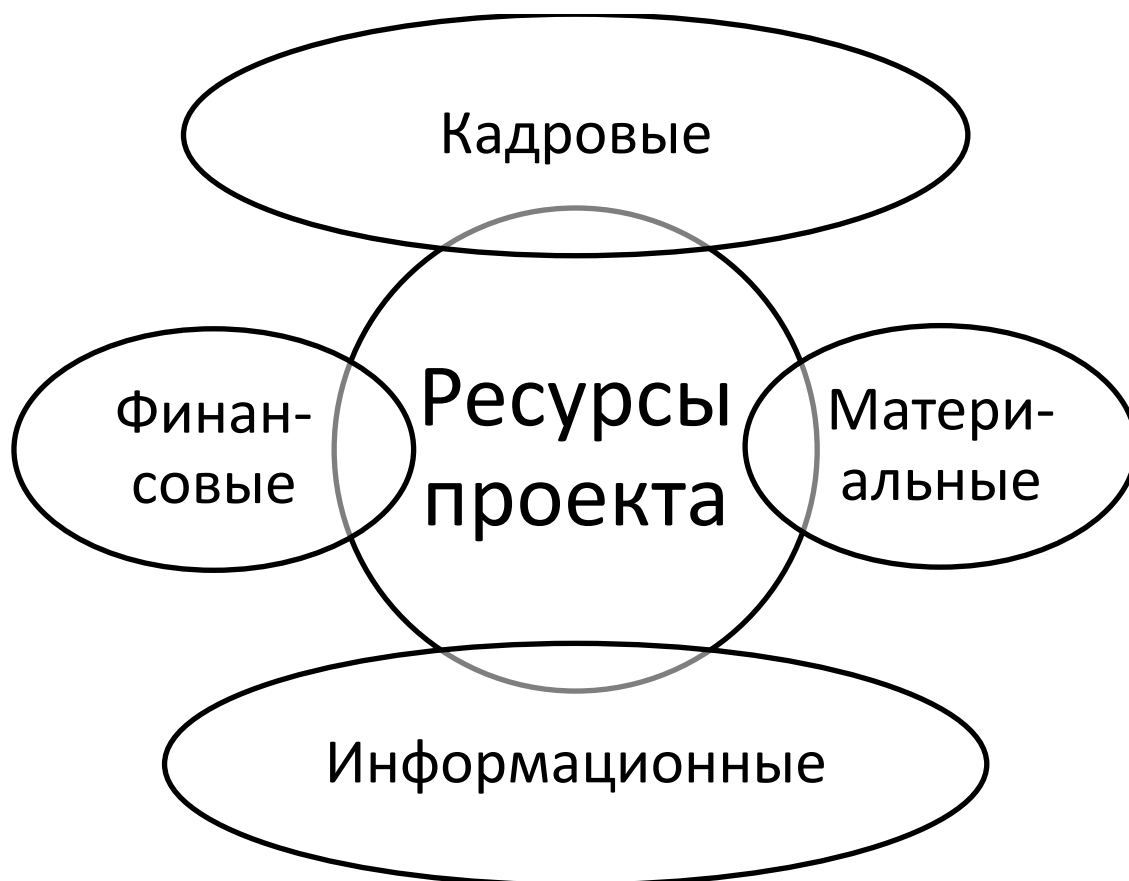 Кадровые
Финан-
совые
Ресурсы
проекта
Матери-
альные
Информационные